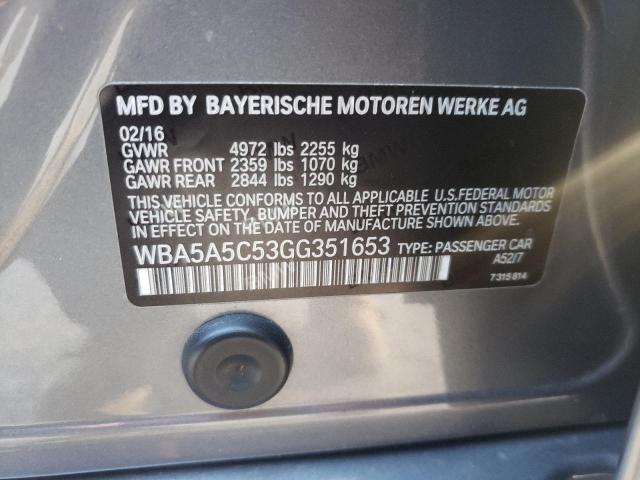 MFD BY BAYERISCHE MOTOREN WERKE AG
02/16
GVWR 4972 lbs 2255 kg
GAWR FRONT 2359 lbs 1070 kg
GAWR REAR 2844 lbs 1290 kg
THIS VEHICLE CONFORMS TO ALL APPLICABLE U.S.FEDERAL MOTOR
VEHICLE SAFETY, BUMPER AND THEFT PREVENTION STANDARDS
IN EFFECT ON THE DATE OF MANUFACTURE SHOWN ABOVE.
WBA5A5C53GG351653 TYPE: PASSENGER CAR
A52/7
7 315 814